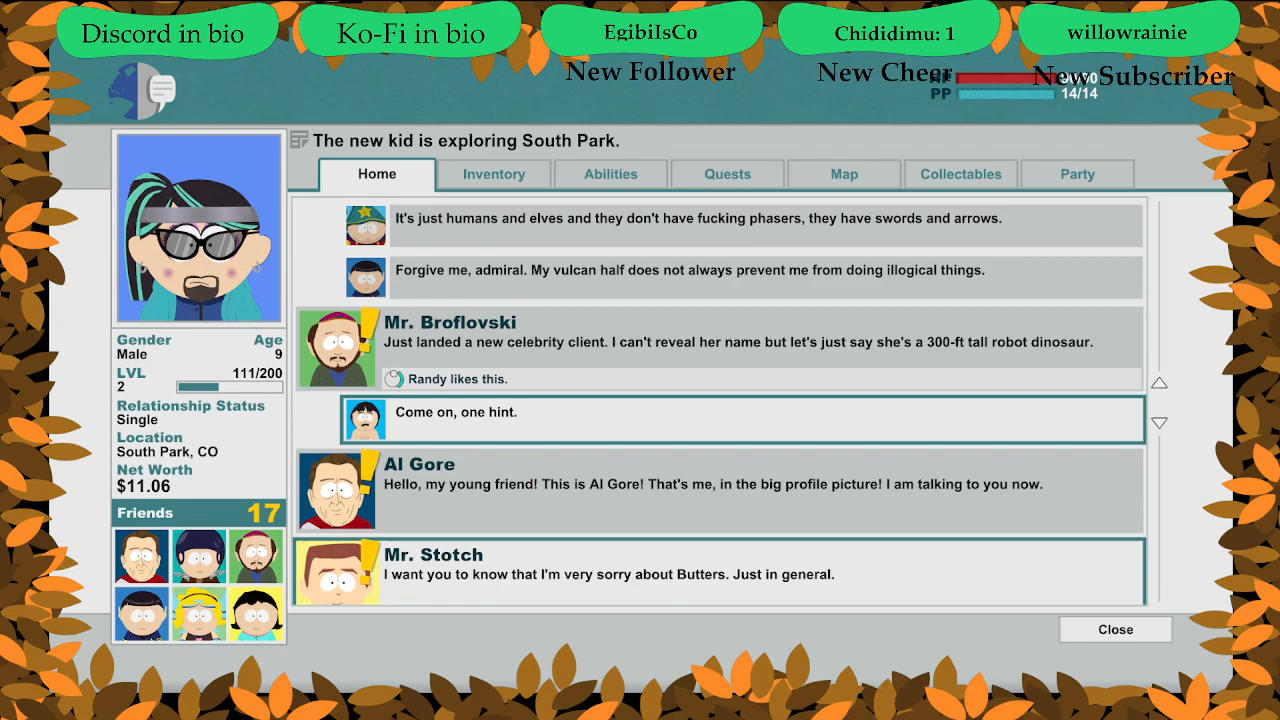 Discord in bio
Ko-Fi in bio
EgibiIsCo
Chididimu: 1
willowrainie
New Follower
New Cheer
New Subscriber
PP 14/14
The new kid is exploring South Park.
Home
Inventory
Abilities
Quests
Map
Collectables
Party
It's just humans and elves and they don't have fucking phasers, they have swords and arrows.
Forgive me, admiral. My vulcan half does not always prevent me from doing illogical things.
Mr. Broflovski
Just landed a new celebrity client. I can't reveal her name but let's just say she's a 300-ft tall robot dinosaur.
Randy likes this.
Come on, one hint.
Al Gore
Hello, my young friend! This is Al Gore! That's me, in the big profile picture! I am talking to you now.
Mr. Stotch
I want you to know that I'm very sorry about Butters. Just in general.
Gender Age
Male 9
LVL 111/200
2
Relationship Status
Single
Location
South Park, CO
Net Worth
$11.06
Friends 17
Close